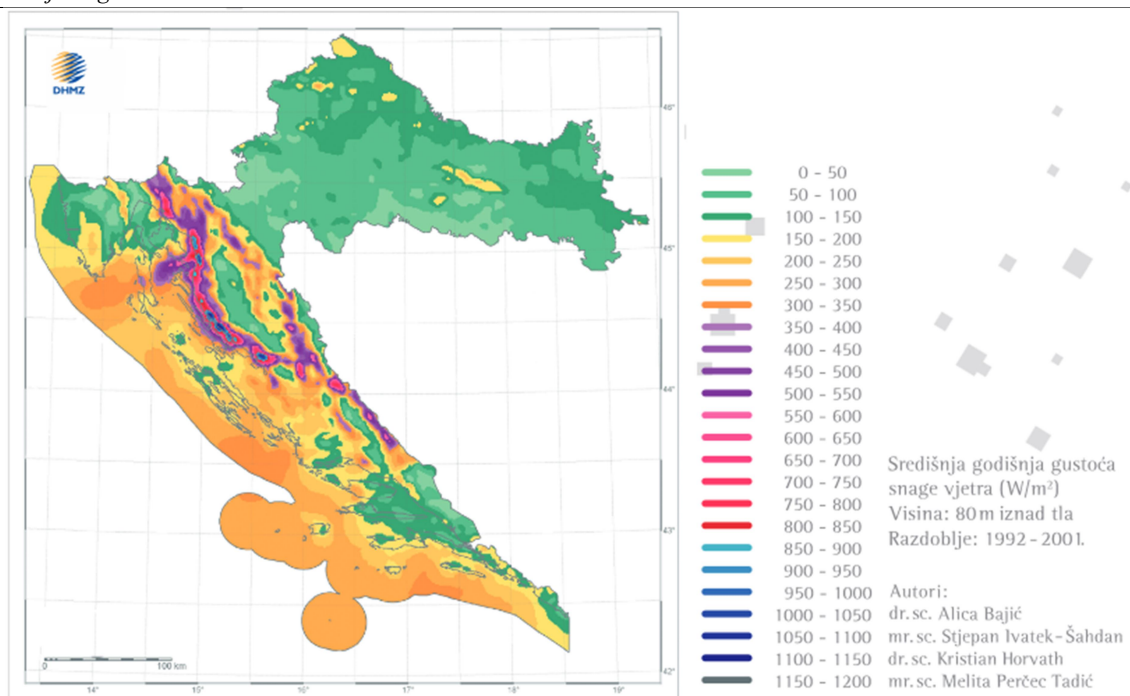 DHMZ
46°
45°
44°
43°
42°
14°
15°
16°
17°
18°
19°
0
100 km
0 - 50
50 - 100
100 - 150
150 - 200
200 - 250
250 - 300
300 - 350
350 - 400
400 - 450
450 - 500
500 - 550
550 - 600
600 - 650
650 - 700
700 - 750
750 - 800
800 - 850
850 - 900
900 - 950
950 - 1000
1000 - 1050
1050 - 1100
1100 - 1150
1150 - 1200
Središnja godišnja gustoća
snage vjetra (W/m²)
Visina: 80m iznad tla
Razdoblje: 1992 - 2001.
Autori:
dr.sc. Alica Bajić
mr.sc. Stjepan Ivatek-Šahdan
dr.sc. Kristian Horvath
mr.sc. Melita Perčec Tadić